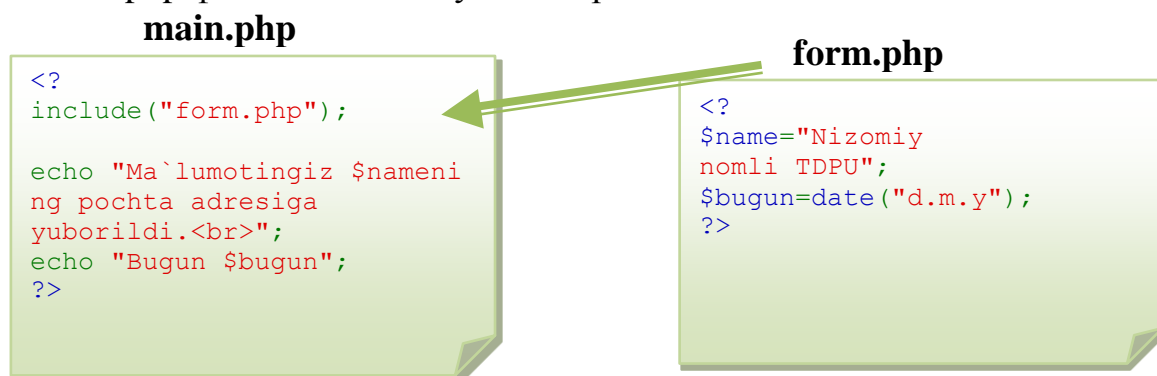 main.php
<?
include("form.php");
echo "Ma`lumotingiz $nameni
ng pochta adresiga
yuborildi.<br>";
echo "Bugun $bugun";
?>
form.php
<?
$name="Nizomiy
nomli TDPU";
$bugun=date("d.m.y");
?>